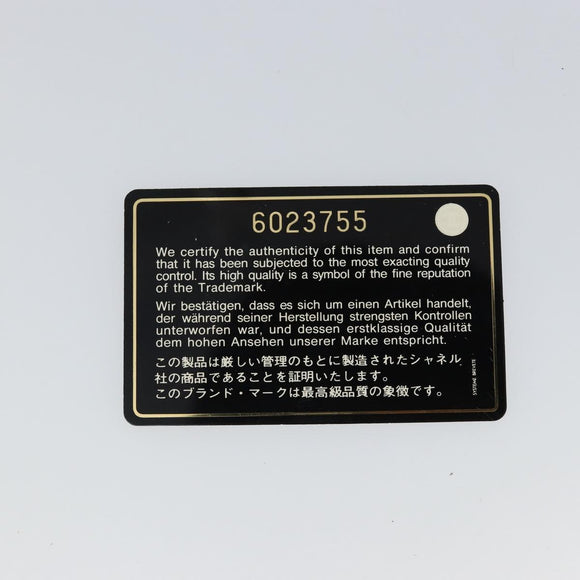 6023755
We certify the authenticity of this item and confirm
that it has been subjected to the most exacting quality
control. Its high quality is a symbol of the fine reputation
of the Trademark.
Wir bestätigen, dass es sich um einen Artikel handelt,
der während seiner Herstellung strengsten Kontrollen
unterworfen war, und dessen erstklassige Qualität
dem hohen Ansehen unserer Marke entspricht.
この製品は厳しい管理のもとに製造されたシャネル
社の商品であることを証明いたします。
このブランド・マークは最高級品質の象徴です。
SYSTEME BREVETE